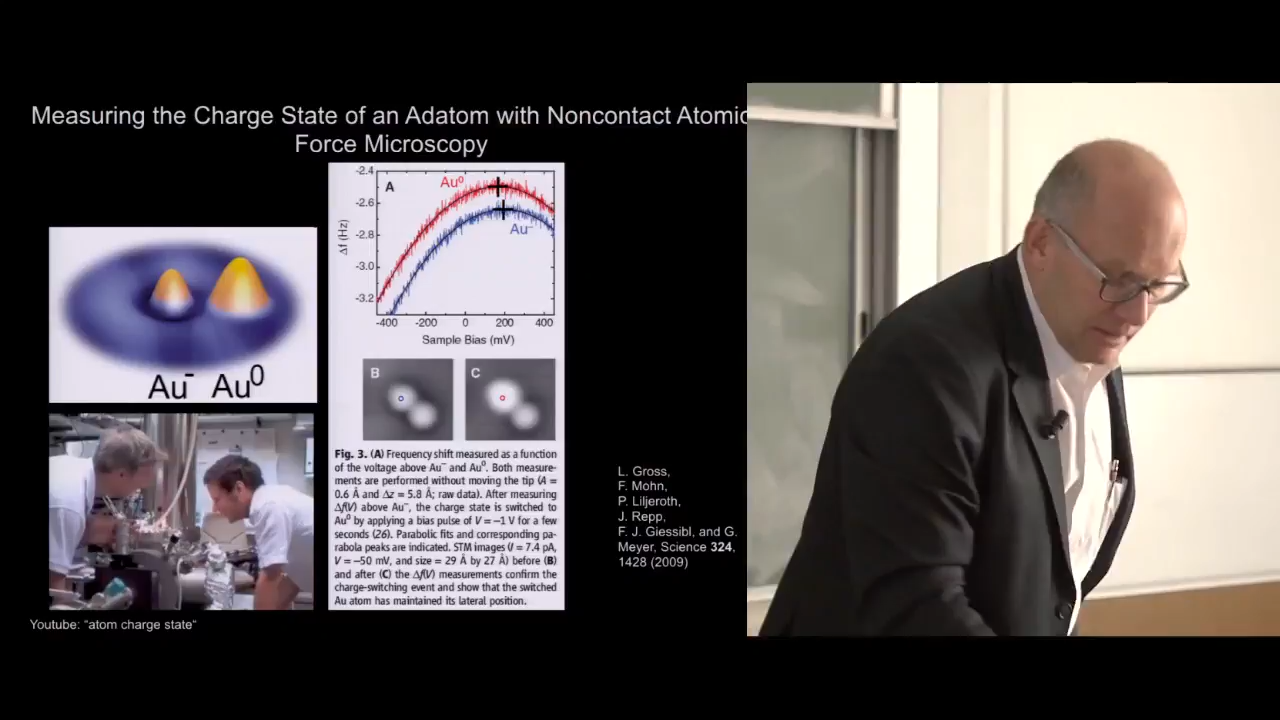 Measuring the Charge State of an Adatom with Noncontact Atomic
Force Microscopy
Au⁻ Au⁰
Youtube: "atom charge state"
A
Au⁰
Au⁻
Δf (Hz)
-2.4
-2.6
-2.8
-3.0
-3.2
-400 -200 0 200 400
Sample Bias (mV)
B
C
Fig. 3. (A) Frequency shift measured as a function
of the voltage above Au⁻ and Au⁰. Both measure-
ments are performed without moving the tip (A =
0.6 Å and Δz = 5.8 Å; raw data). After measuring
Δf(V) above Au⁻, the charge state is switched to
Au⁰ by applying a bias pulse of V = −1 V for a few
seconds (26). Parabolic fits and corresponding pa-
rabola peaks are indicated. STM images (I = 7.4 pA,
V = −50 mV, and size = 29 Å by 27 Å) before (B)
and after (C) the Δf(V) measurements confirm the
charge-switching event and show that the switched
Au atom has maintained its lateral position.
L. Gross,
F. Mohn,
P. Liljeroth,
J. Repp,
F. J. Giessibl, and G.
Meyer, Science 324,
1428 (2009)